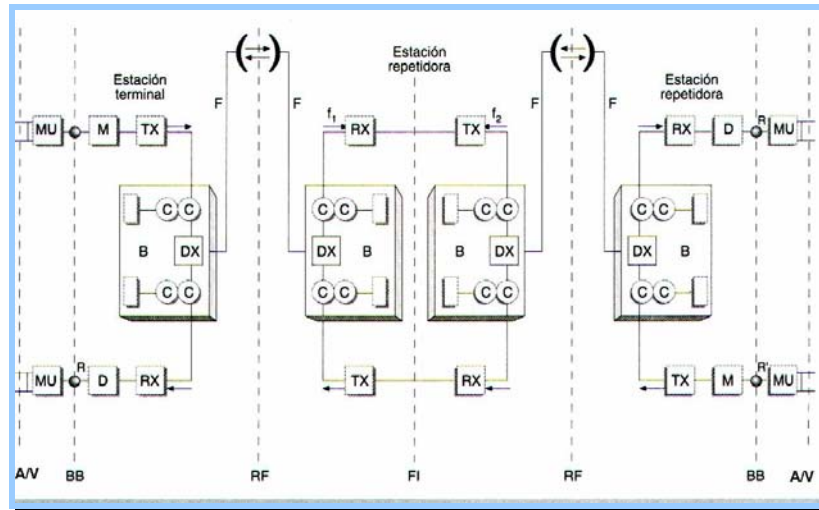 Estación
terminal
Estación
repetidora
Estación
repetidora
F F F F
f1 f2
MU M TX RX TX RX D R MU
C C C C C C C C
B DX DX B B DX DX B
C C C C C C C C
MU R D RX TX RX TX M R' MU
A/V BB RF FI RF BB A/V